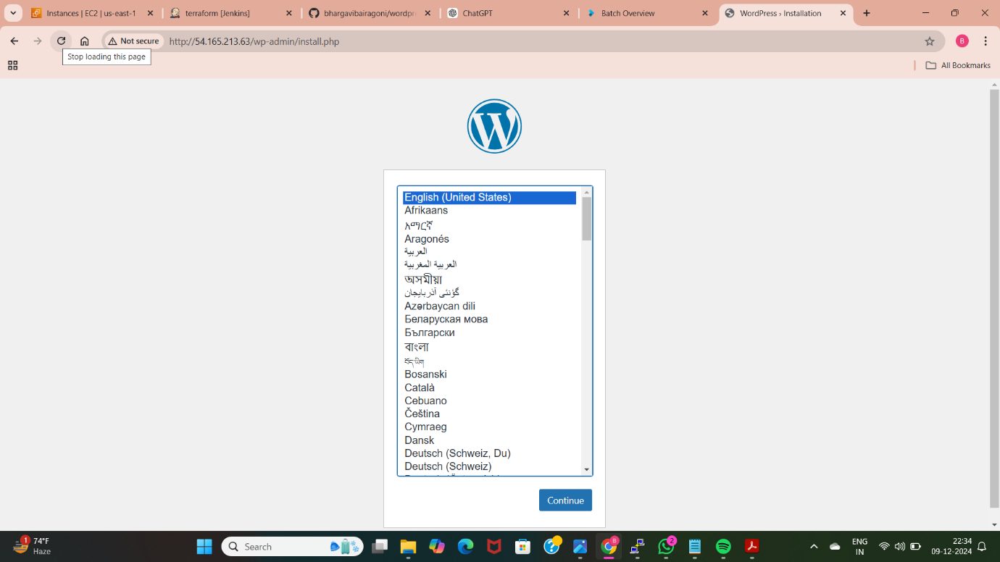 Instances | EC2 | us-east-1
terraform [Jenkins]
bhargavibairagoni/wordpre
ChatGPT
Batch Overview
WordPress › Installation
Not secure
http://54.165.213.63/wp-admin/install.php
B
Stop loading this page
All Bookmarks
English (United States)
Afrikaans
አማርኛ
Aragonés
العربية
العربية المغربية
অসমীয়া
گؤنئی آذربایجان
Azərbaycan dili
Беларуская мова
Български
বাংলা
བོད་ཡིག
Bosanski
Català
Cebuano
Čeština
Cymraeg
Dansk
Deutsch (Schweiz, Du)
Deutsch (Schweiz)
Continue
1
74°F
Haze
Search
B
2
ENG
IN
22:34
09-12-2024